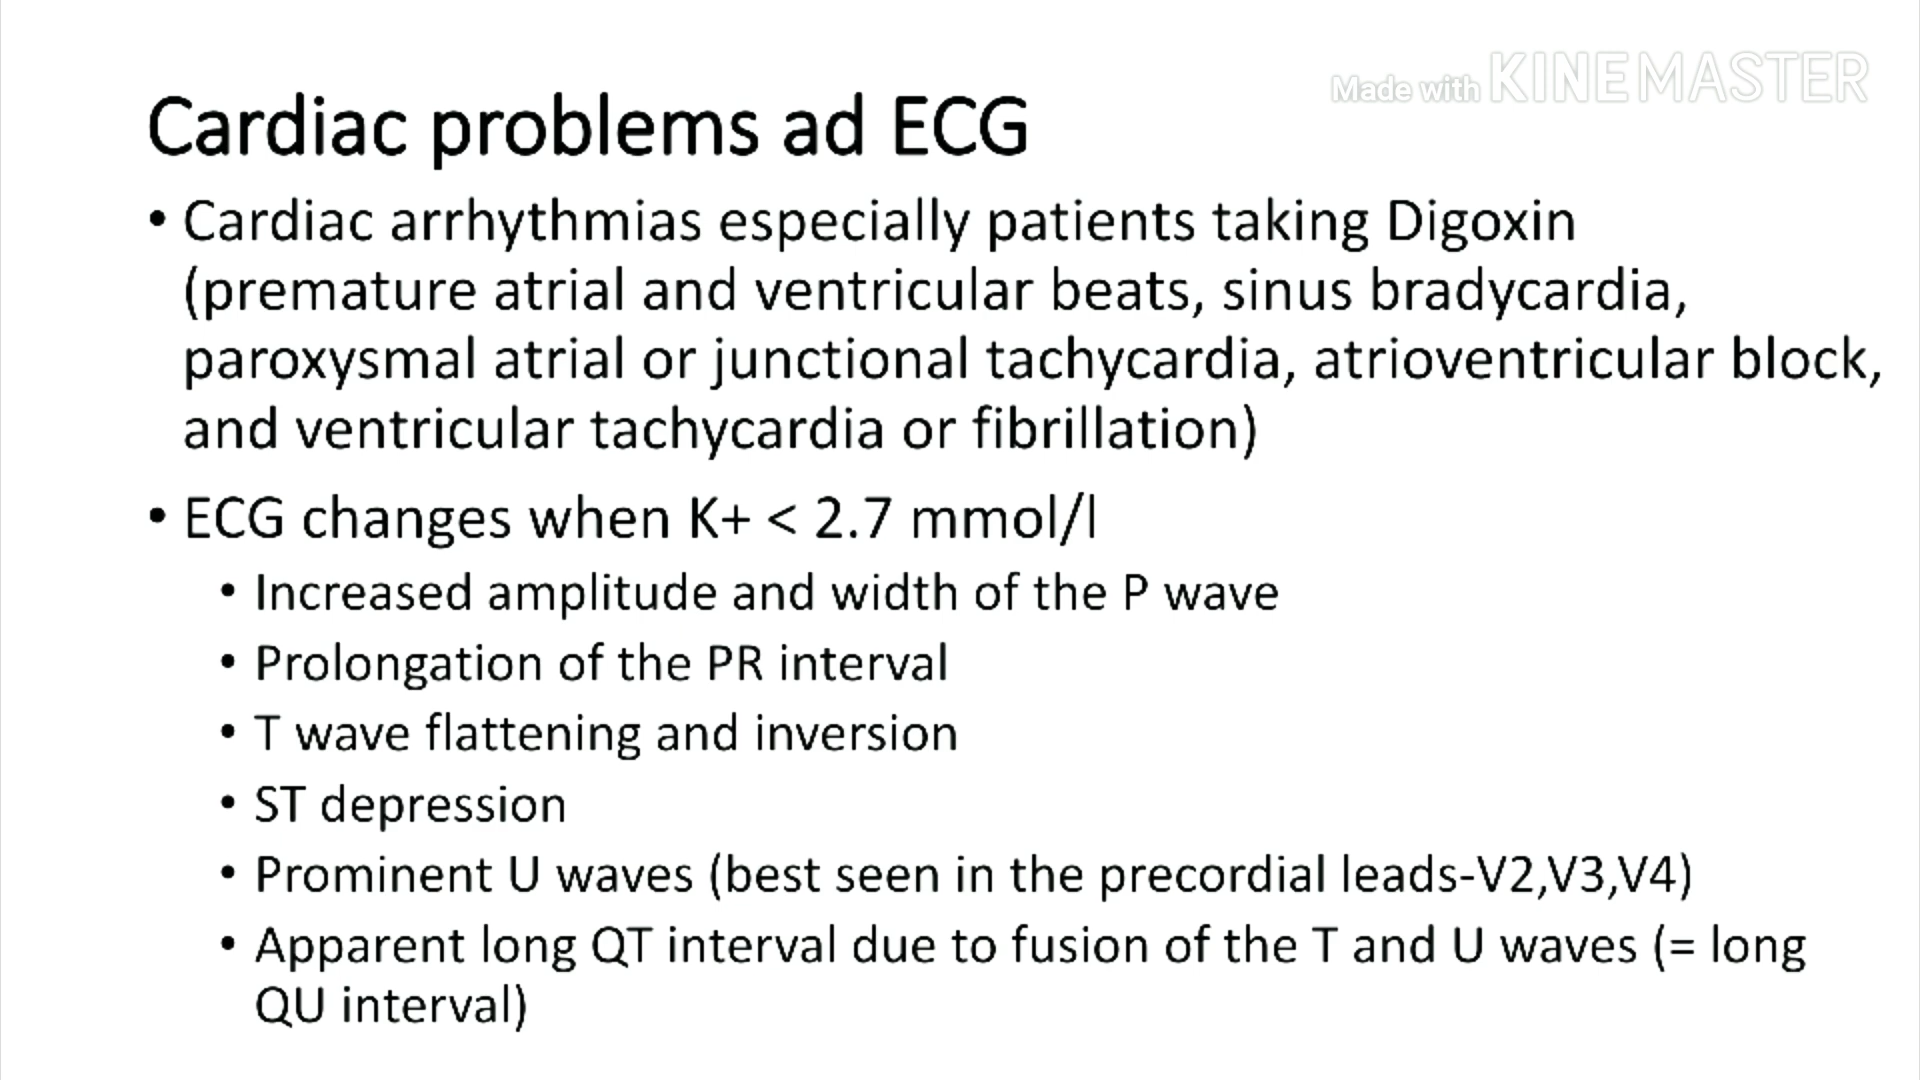 Made with KINEMASTER
Cardiac problems ad ECG
• Cardiac arrhythmias especially patients taking Digoxin
(premature atrial and ventricular beats, sinus bradycardia,
paroxysmal atrial or junctional tachycardia, atrioventricular block,
and ventricular tachycardia or fibrillation)
• ECG changes when K+ < 2.7 mmol/l
• Increased amplitude and width of the P wave
• Prolongation of the PR interval
• T wave flattening and inversion
• ST depression
• Prominent U waves (best seen in the precordial leads-V2,V3,V4)
• Apparent long QT interval due to fusion of the T and U waves (= long
QU interval)